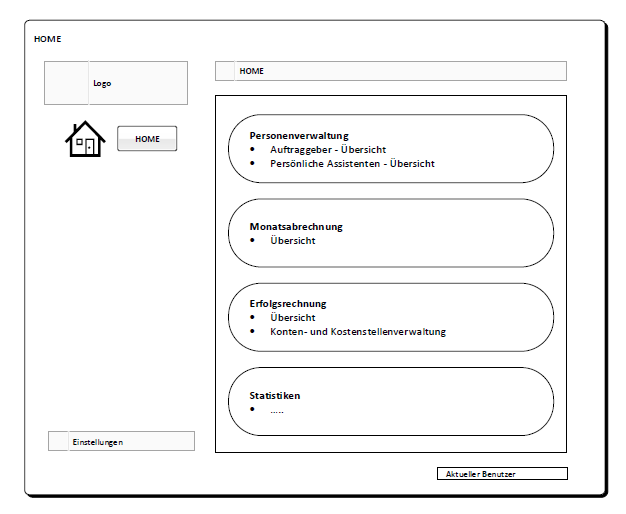 HOME
Logo
HOME
HOME
Personenverwaltung
• Auftraggeber - Übersicht
• Persönliche Assistenten - Übersicht
Monatsabrechnung
• Übersicht
Erfolgsrechnung
• Übersicht
• Konten- und Kostenstellenverwaltung
Statistiken
• .....
Einstellungen
Aktueller Benutzer